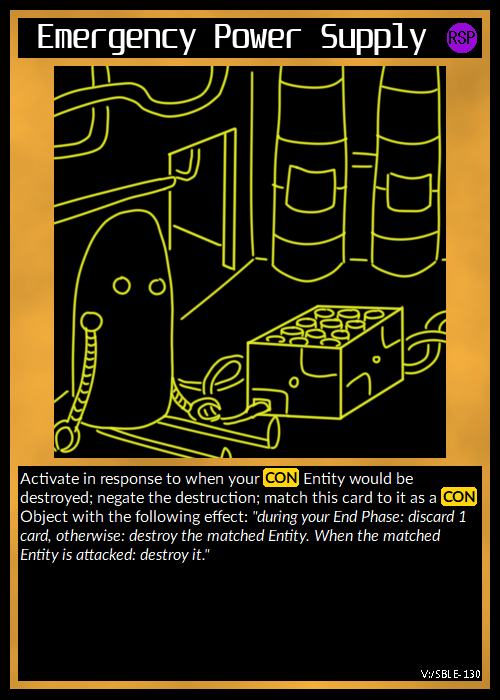 Emergency Power Supply RSP
Activate in response to when your CON Entity would be
destroyed; negate the destruction; match this card to it as a CON
Object with the following effect: "during your End Phase: discard 1
card, otherwise: destroy the matched Entity. When the matched
Entity is attacked: destroy it."
V:/SBLE-130